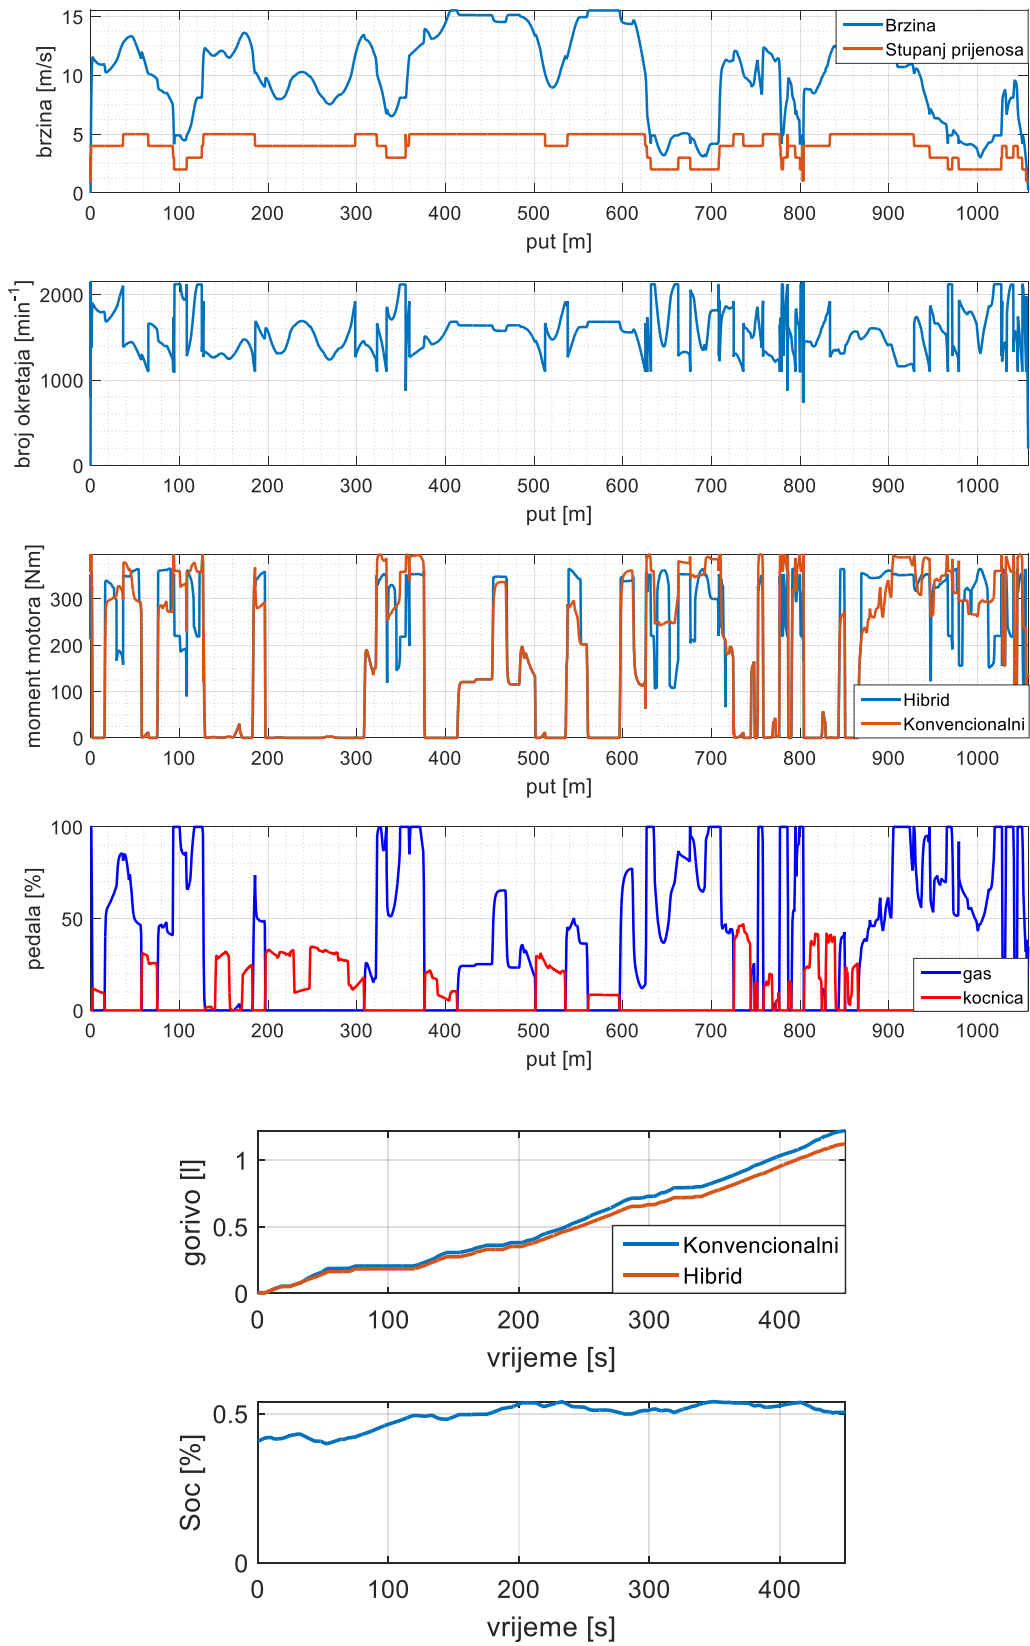 brzina [m/s]
15
10
5
0
Brzina
Stupanj prijenosa
0 100 200 300 400 500 600 700 800 900 1000
put [m]
broj okretaja [min-1]
2000
1000
0
0 100 200 300 400 500 600 700 800 900 1000
put [m]
moment motora [Nm]
300
200
100
0
Hibrid
Konvencionalni
0 100 200 300 400 500 600 700 800 900 1000
put [m]
pedala [%]
100
50
0
gas
kocnica
0 100 200 300 400 500 600 700 800 900 1000
put [m]
gorivo [l]
1
0.5
0
Konvencionalni
Hibrid
0 100 200 300 400
vrijeme [s]
Soc [%]
0.5
0
0 100 200 300 400
vrijeme [s]